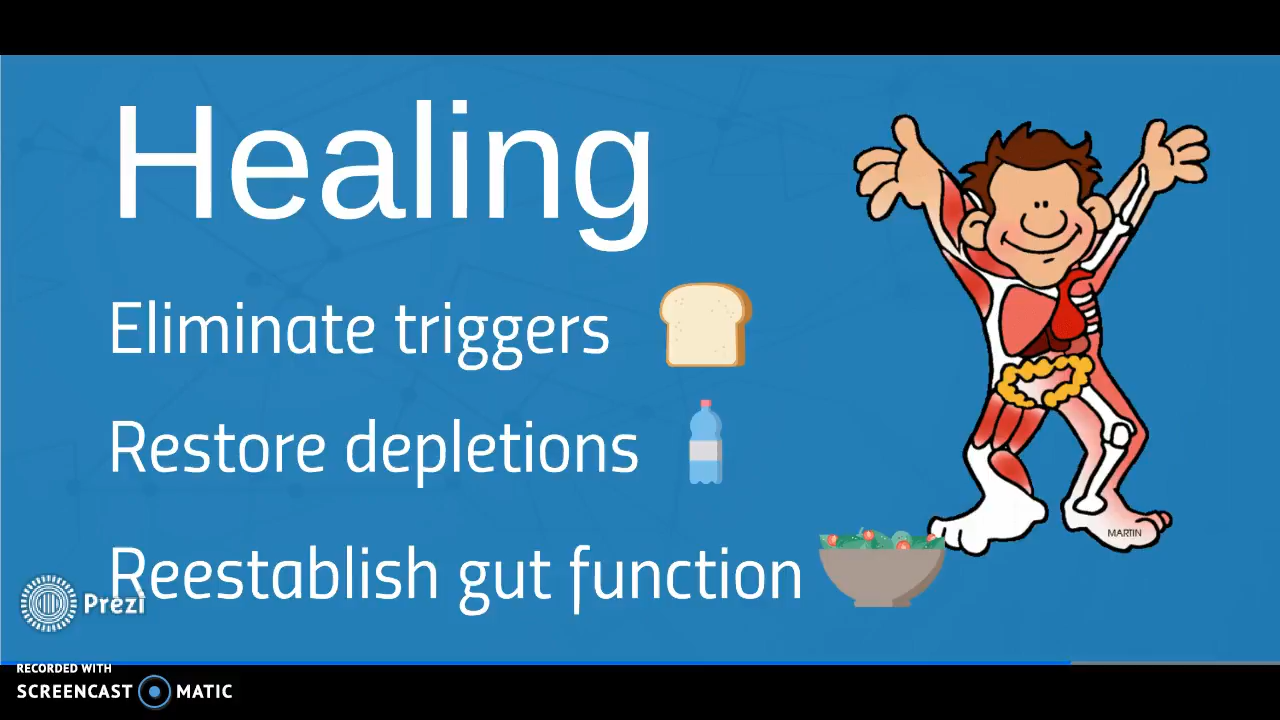 Healing
Eliminate triggers
Restore depletions
Reestablish gut function
MARTIN
Prezi
RECORDED WITH
SCREENCAST MATIC